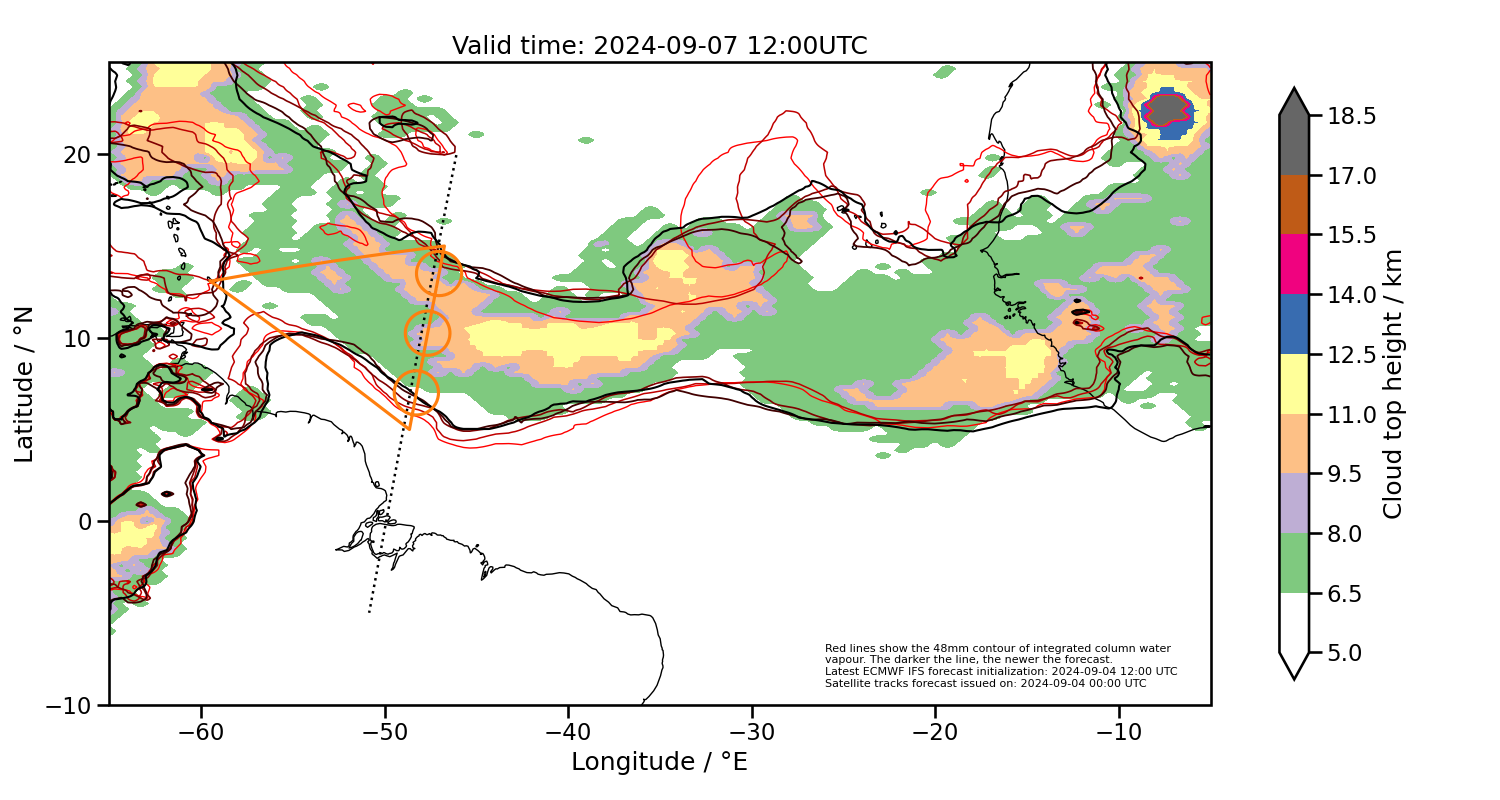 Valid time: 2024-09-07 12:00UTC
20
10
0
−10
Latitude / °N
−60
−50
−40
−30
−20
−10
Longitude / °E
Red lines show the 48mm contour of integrated column water
vapour. The darker the line, the newer the forecast.
Latest ECMWF IFS forecast initialization: 2024-09-04 12:00 UTC
Satellite tracks forecast issued on: 2024-09-04 00:00 UTC
18.5
17.0
15.5
14.0
12.5
11.0
9.5
8.0
6.5
5.0
Cloud top height / km